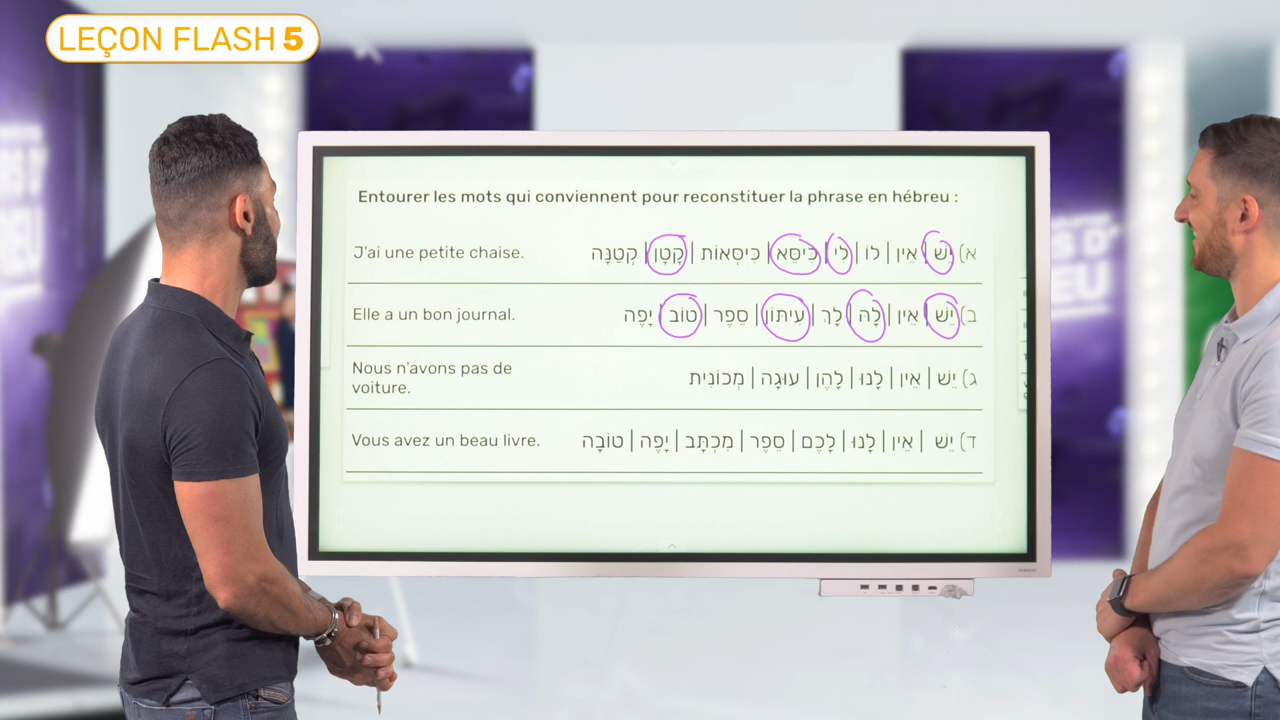 LEÇON FLASH 5
Entourer les mots qui conviennent pour reconstituer la phrase en hébreu :
J'ai une petite chaise.
א) יֵשׁ | אֵין | לוֹ | לִי | כִּיסֵא | כִּיסְאוֹת | קָטָן | קְטַנָּה
Elle a un bon journal.
ב) יֵשׁ | אֵין | לָהּ | לָךְ | עִיתוֹן | סֵפֶר | טוֹב | יָפֶה
Nous n'avons pas de
voiture.
ג) יֵשׁ | אֵין | לָנוּ | לָהֶן | עוּגָה | מְכוֹנִית
Vous avez un beau livre.
ד) יֵשׁ | אֵין | לָנוּ | לָכֶם | סֵפֶר | מִכְתָּב | יָפֶה | טוֹבָה